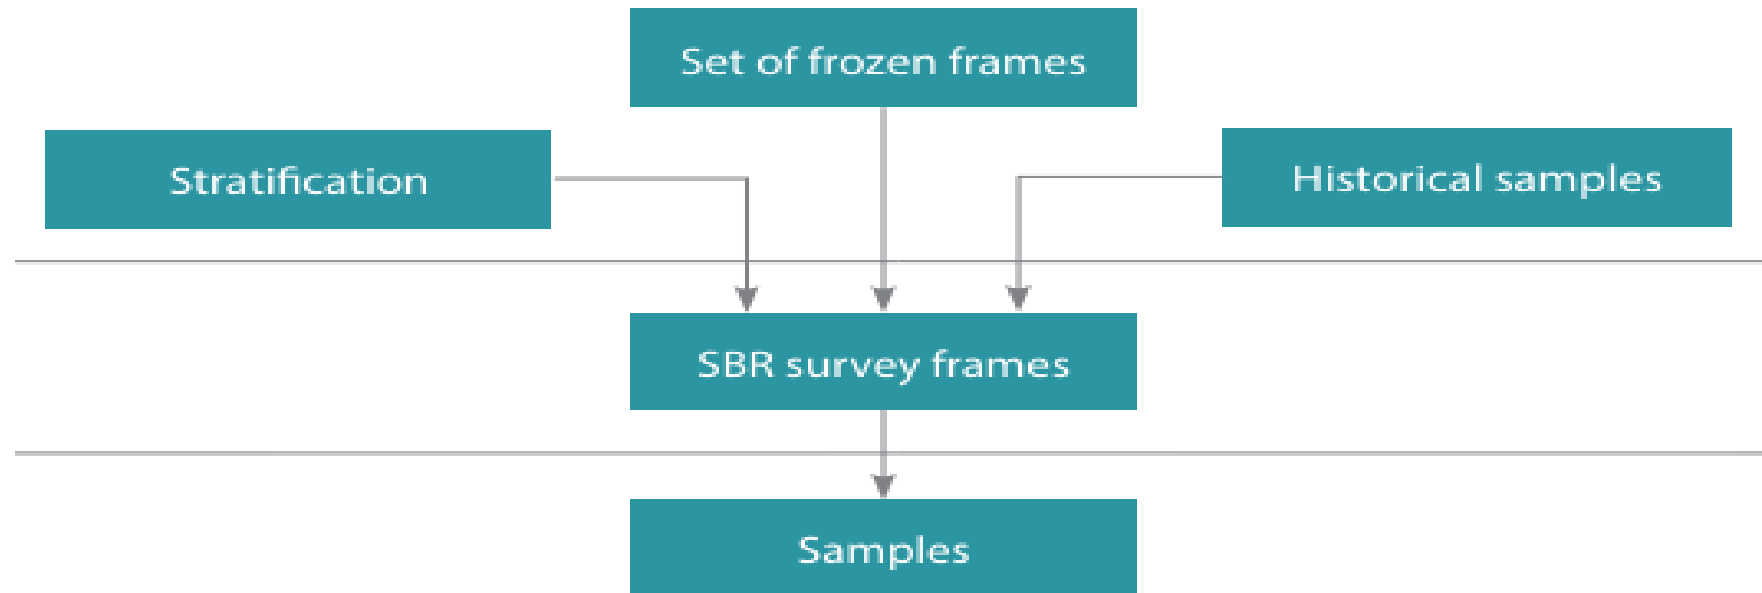 Set of frozen frames
Stratification
Historical samples
SBR survey frames
Samples